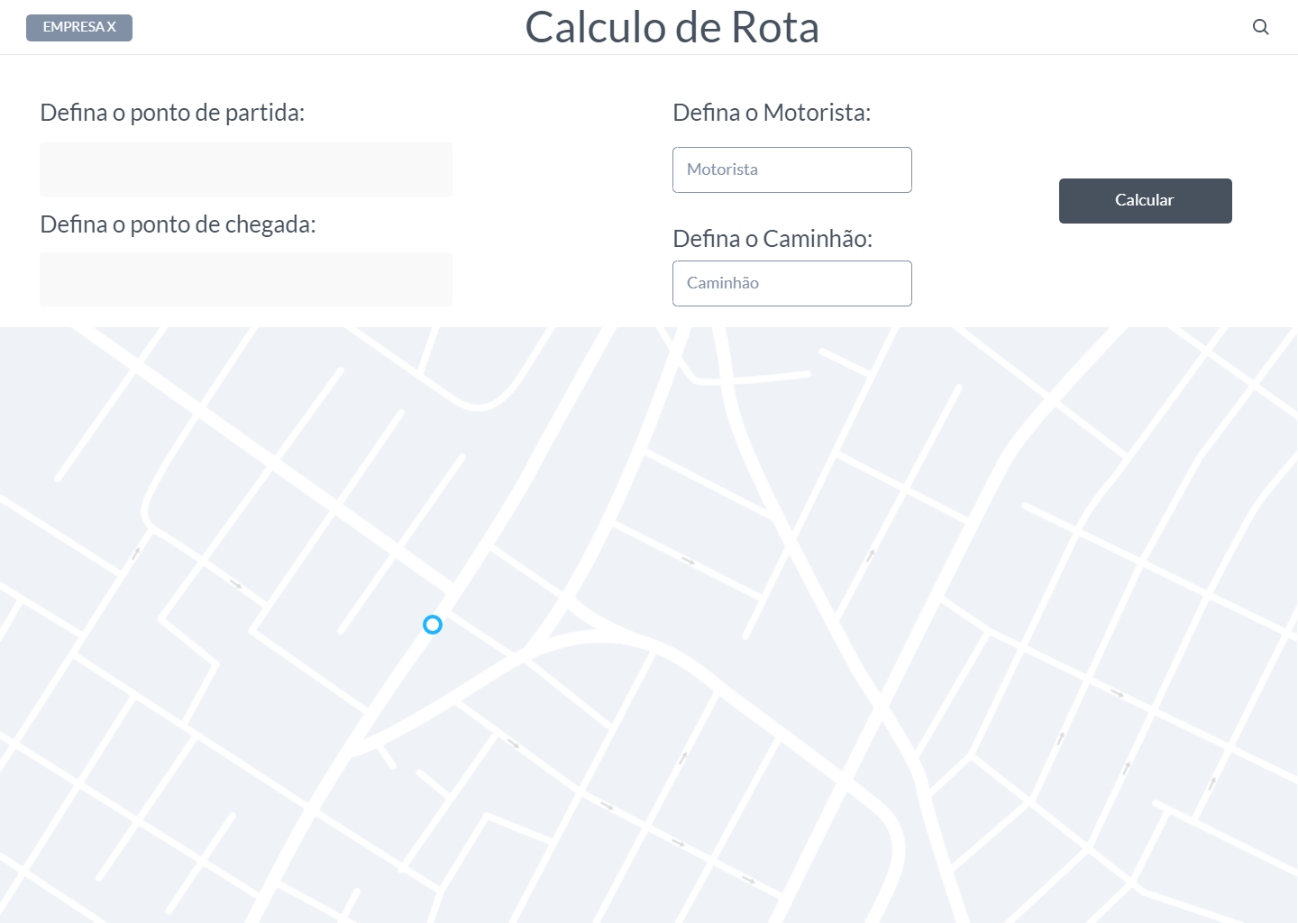 EMPRESA X
Calculo de Rota
Defina o ponto de partida:
Defina o ponto de chegada:
Defina o Motorista:
Motorista
Defina o Caminhão:
Caminhão
Calcular